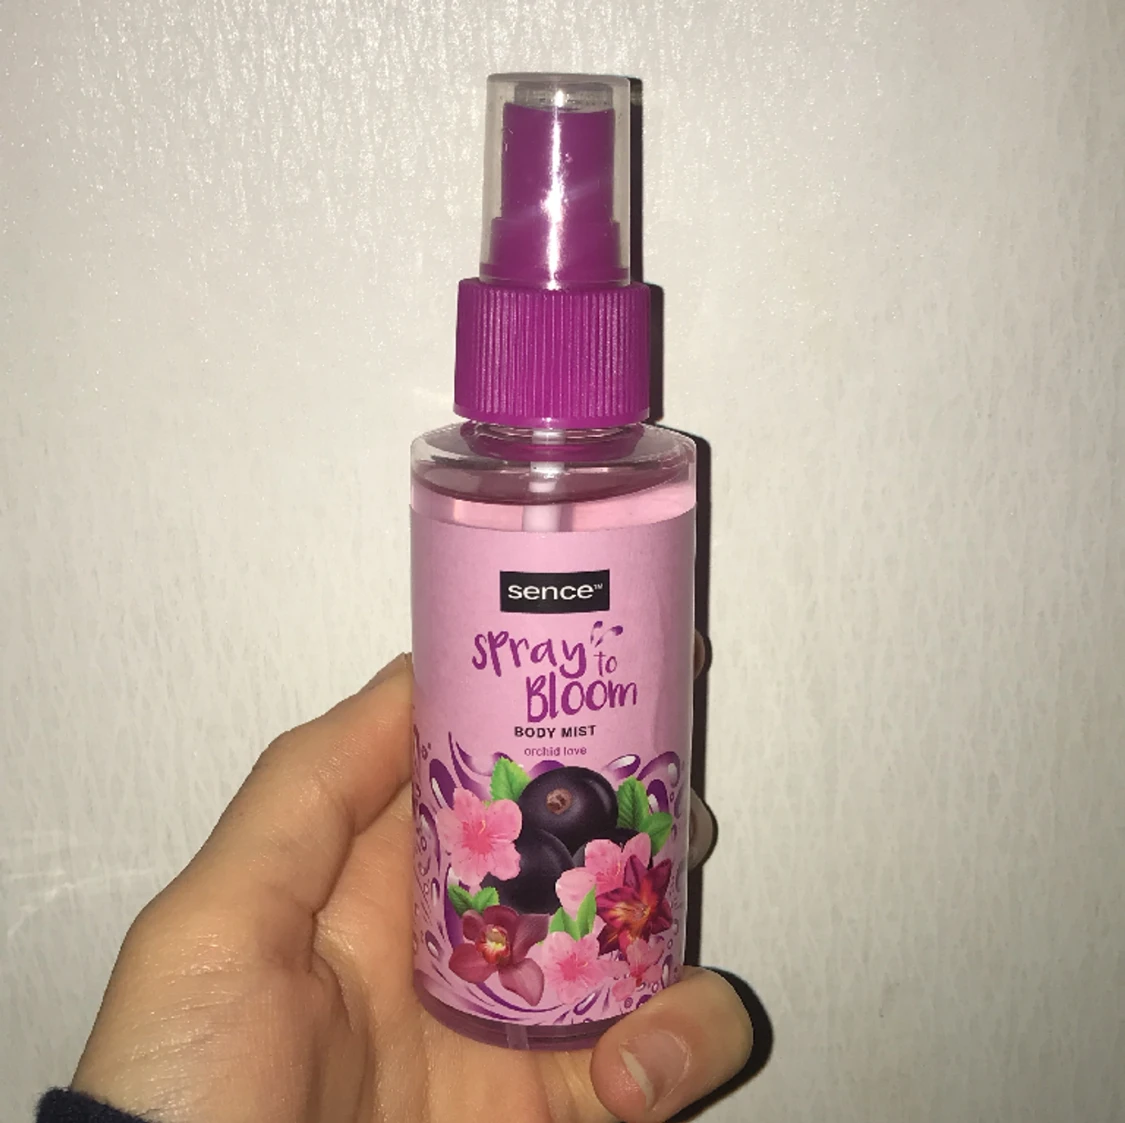 sence™
spray to
Bloom
BODY MIST
orchid love